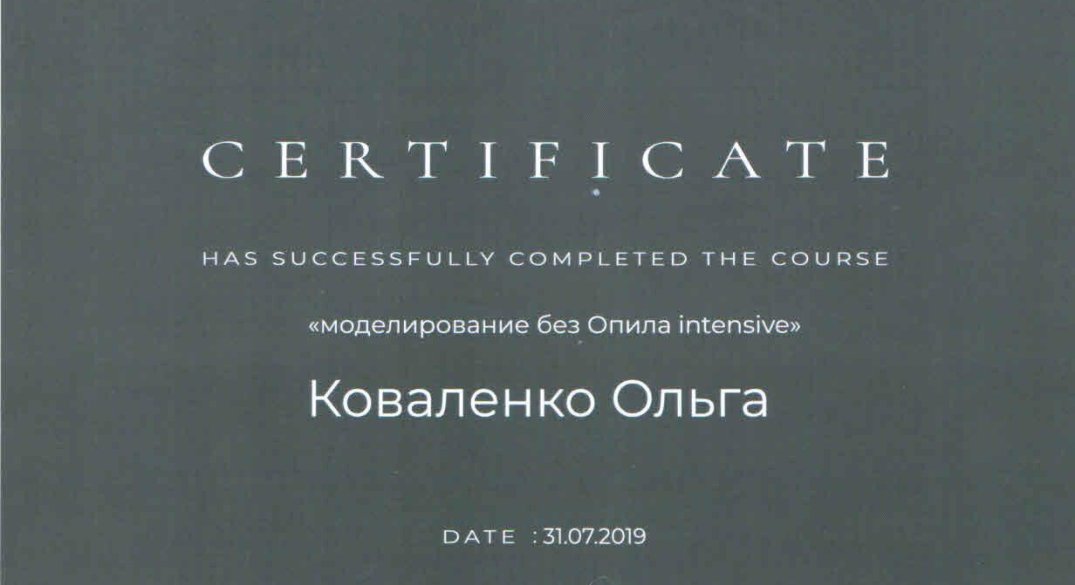 CERTIFICATE
HAS SUCCESSFULLY COMPLETED THE COURSE
«моделирование без Опила intensive»
Коваленко Ольга
DATE : 31.07.2019